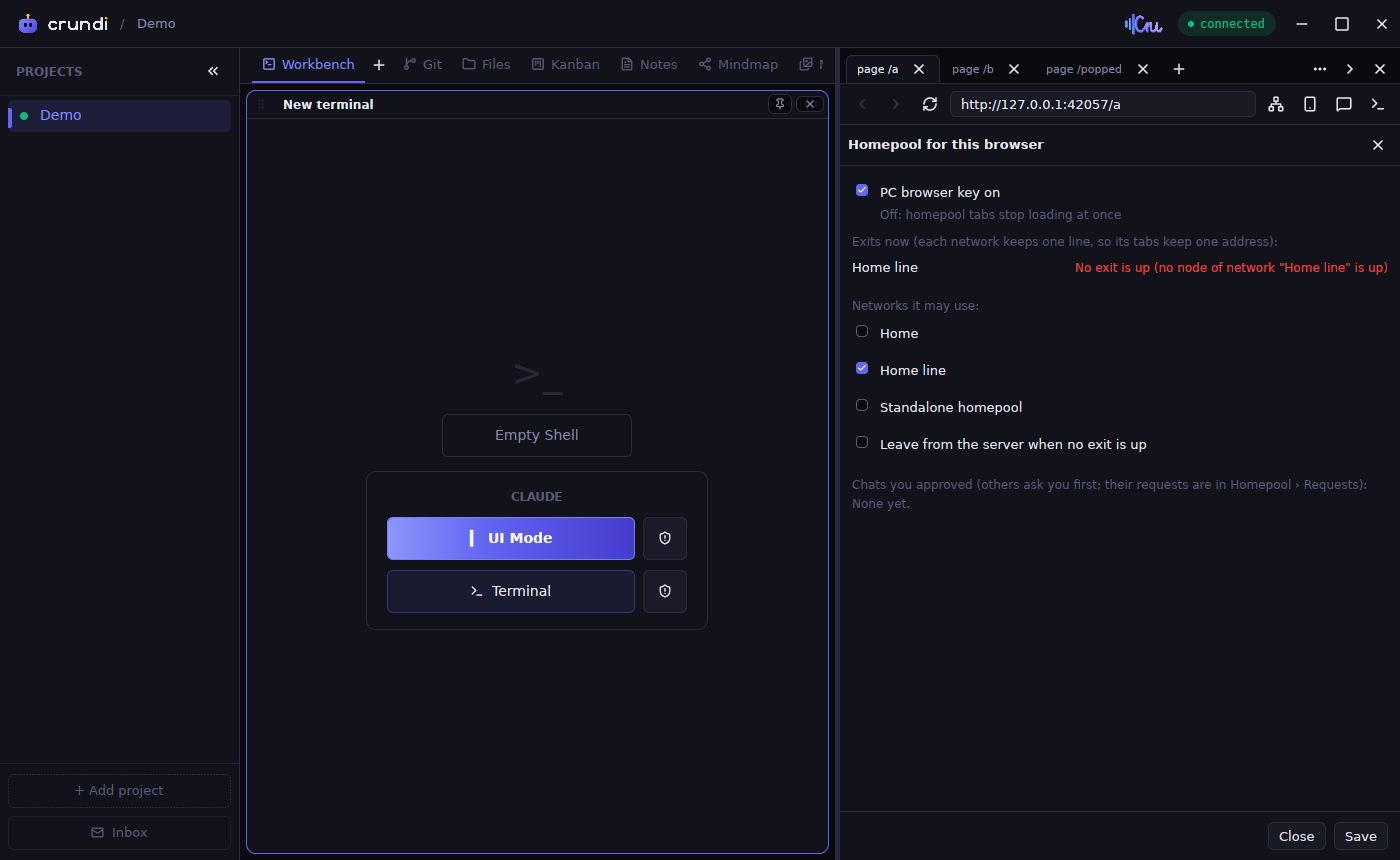 crundi / Demo
Cru
connected
PROJECTS
Demo
+ Add project
Inbox
Workbench
Git
Files
Kanban
Notes
Mindmap
New terminal
>_
Empty Shell
CLAUDE
UI Mode
Terminal
page /a
page /b
page /popped
http://127.0.0.1:42057/a
Homepool for this browser
PC browser key on
Off: homepool tabs stop loading at once
Exits now (each network keeps one line, so its tabs keep one address):
Home line No exit is up (no node of network "Home line" is up)
Networks it may use:
Home
Home line
Standalone homepool
Leave from the server when no exit is up
Chats you approved (others ask you first; their requests are in Homepool › Requests):
None yet.
Close
Save